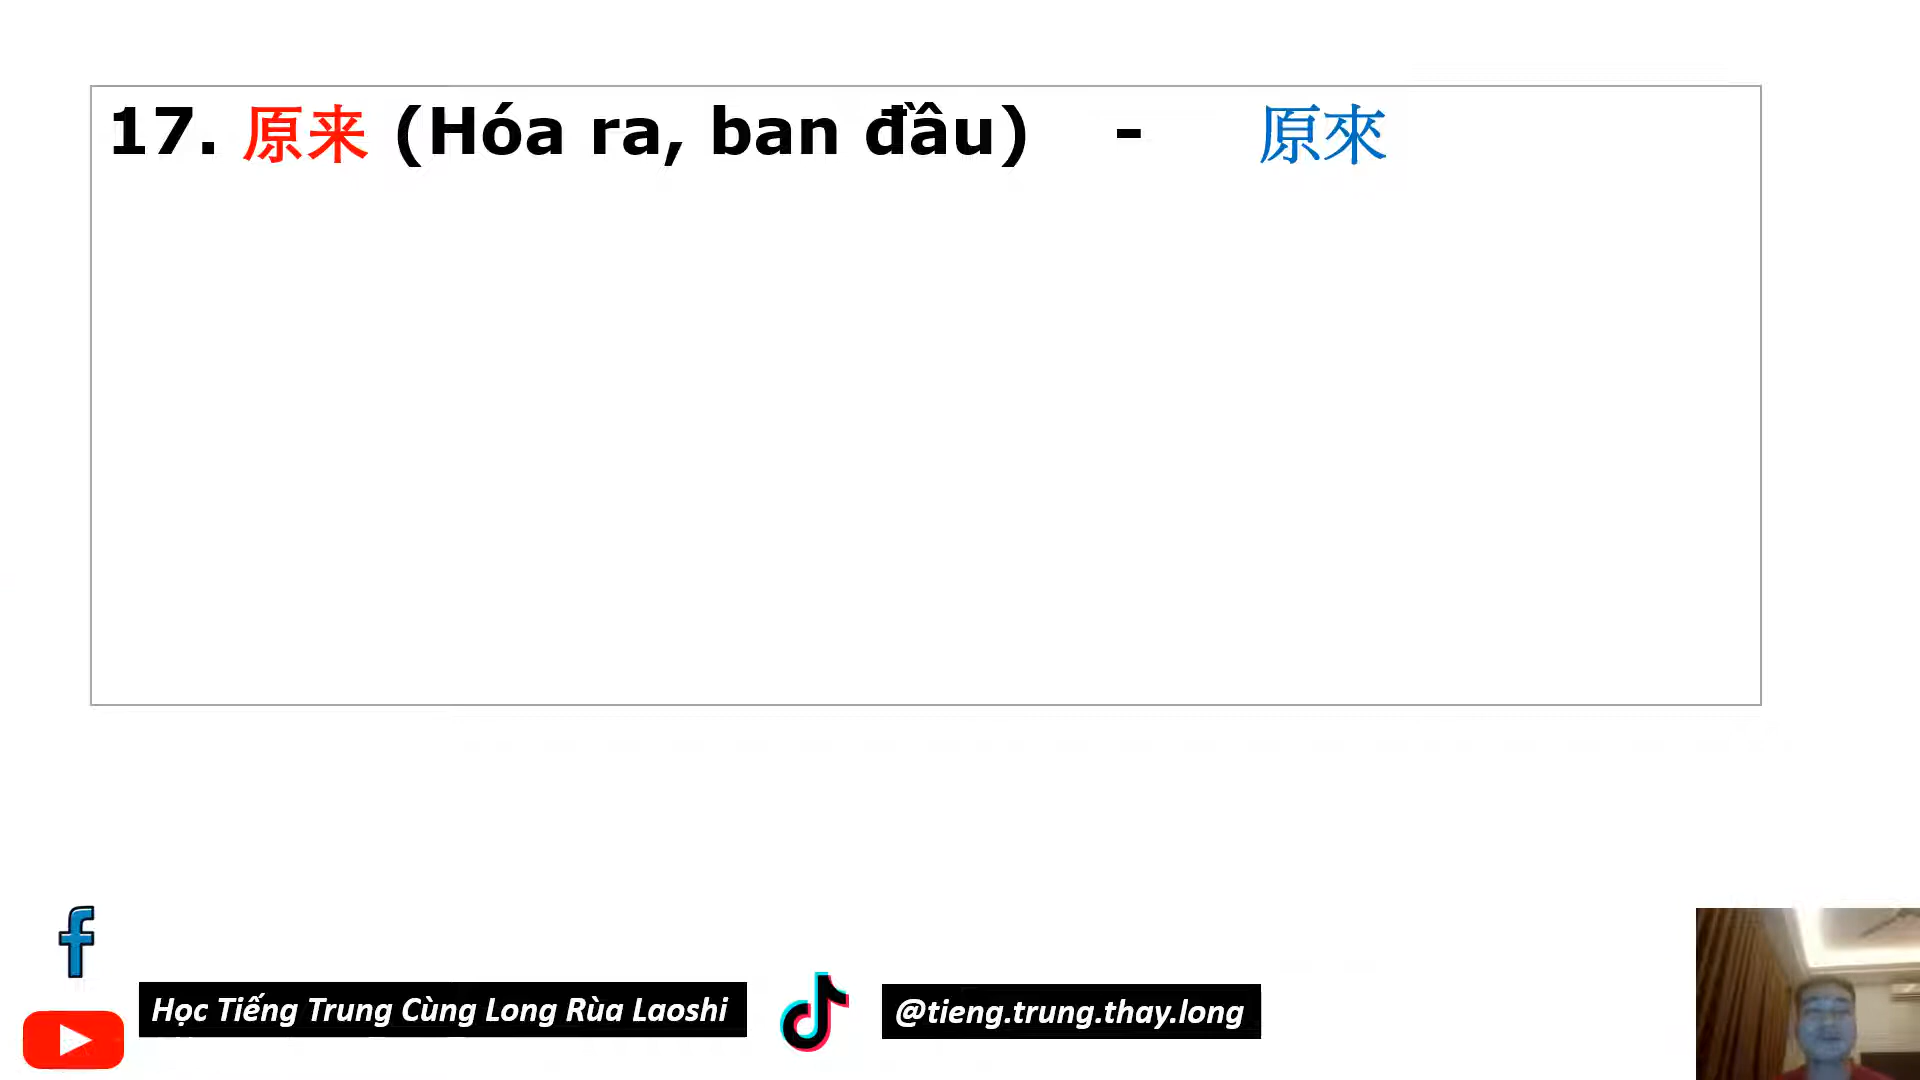 17. 原来 (Hóa ra, ban đầu) - 原來
Học Tiếng Trung Cùng Long Rùa Laoshi
@tieng.trung.thay.long